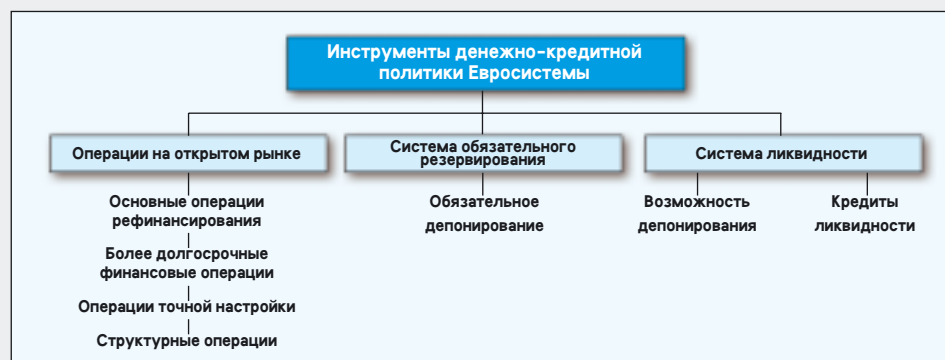 Инструменты денежно-кредитной
политики Евросистемы
Операции на открытом рынке
Система обязательного
резервирования
Система ликвидности
Основные операции
рефинансирования
Более долгосрочные
финансовые операции
Операции точной настройки
Структурные операции
Обязательное
депонирование
Возможность
депонирования
Кредиты
ликвидности